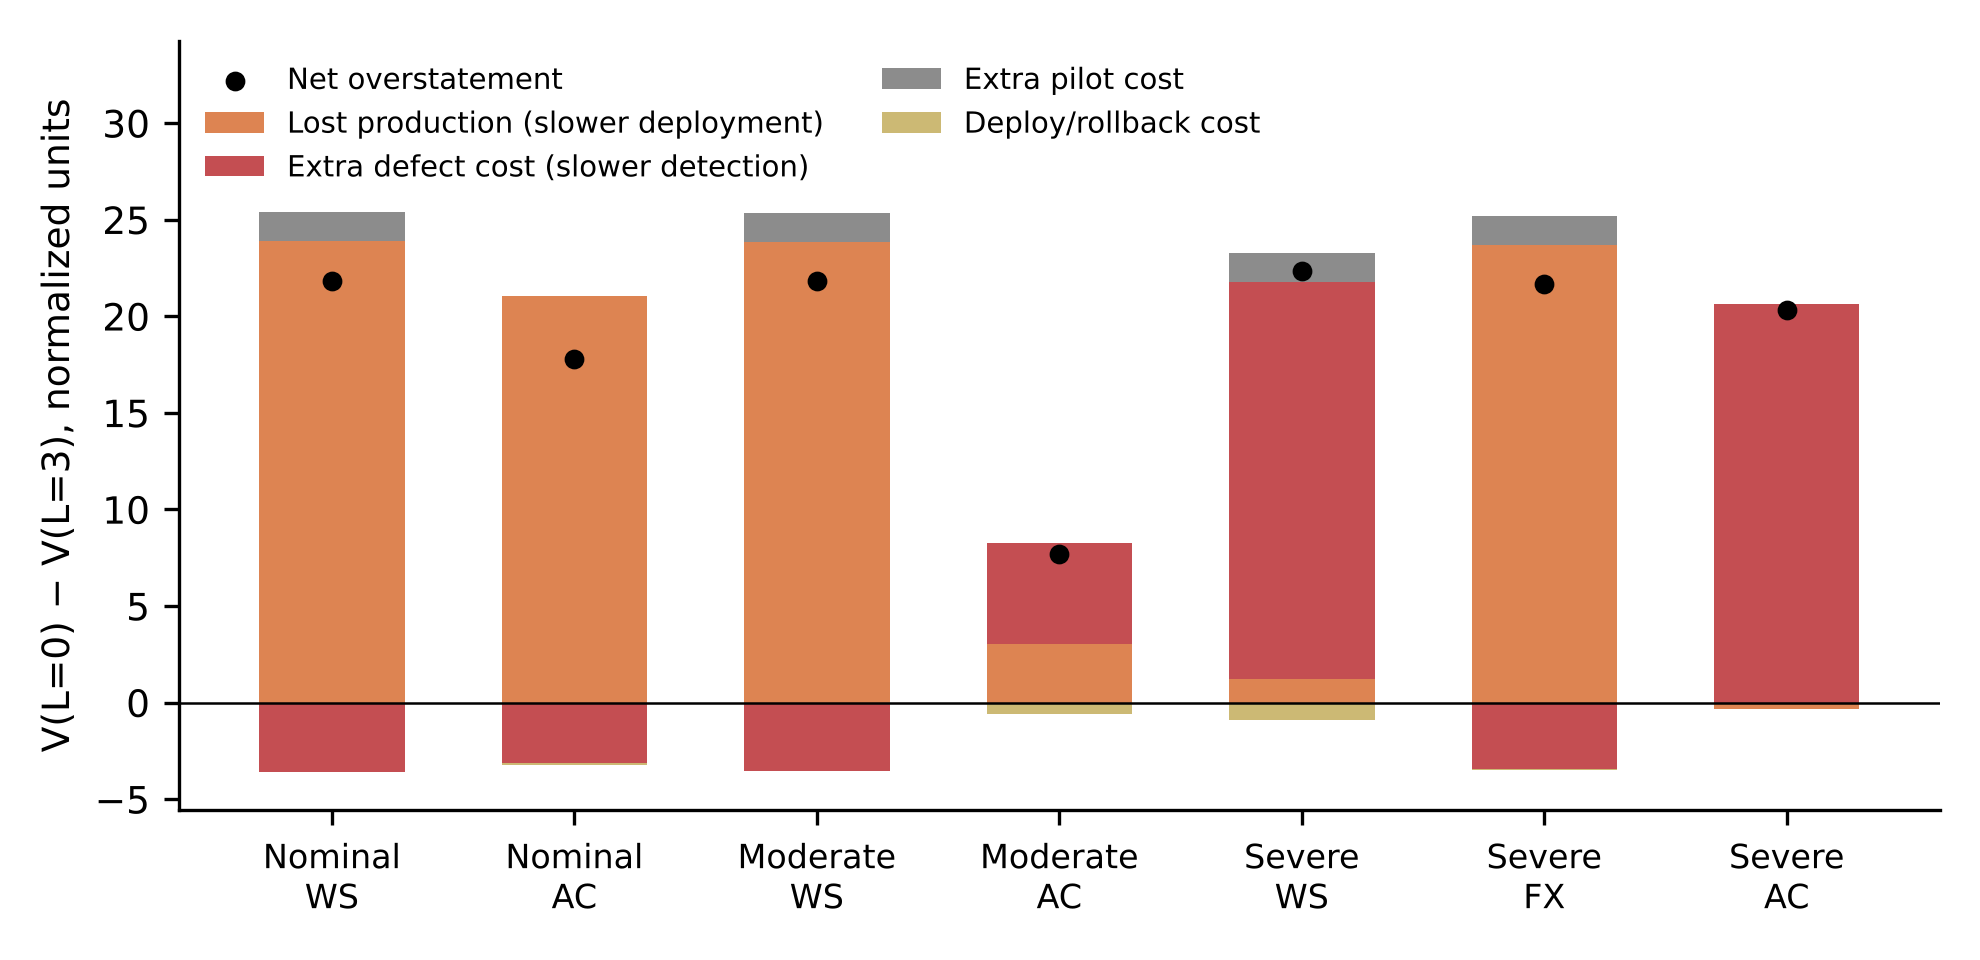 Net overstatement
Lost production (slower deployment)
Extra defect cost (slower detection)
Extra pilot cost
Deploy/rollback cost
V(L=0) − V(L=3), normalized units
30
25
20
15
10
5
0
−5
Nominal
WS
Nominal
AC
Moderate
WS
Moderate
AC
Severe
WS
Severe
FX
Severe
AC